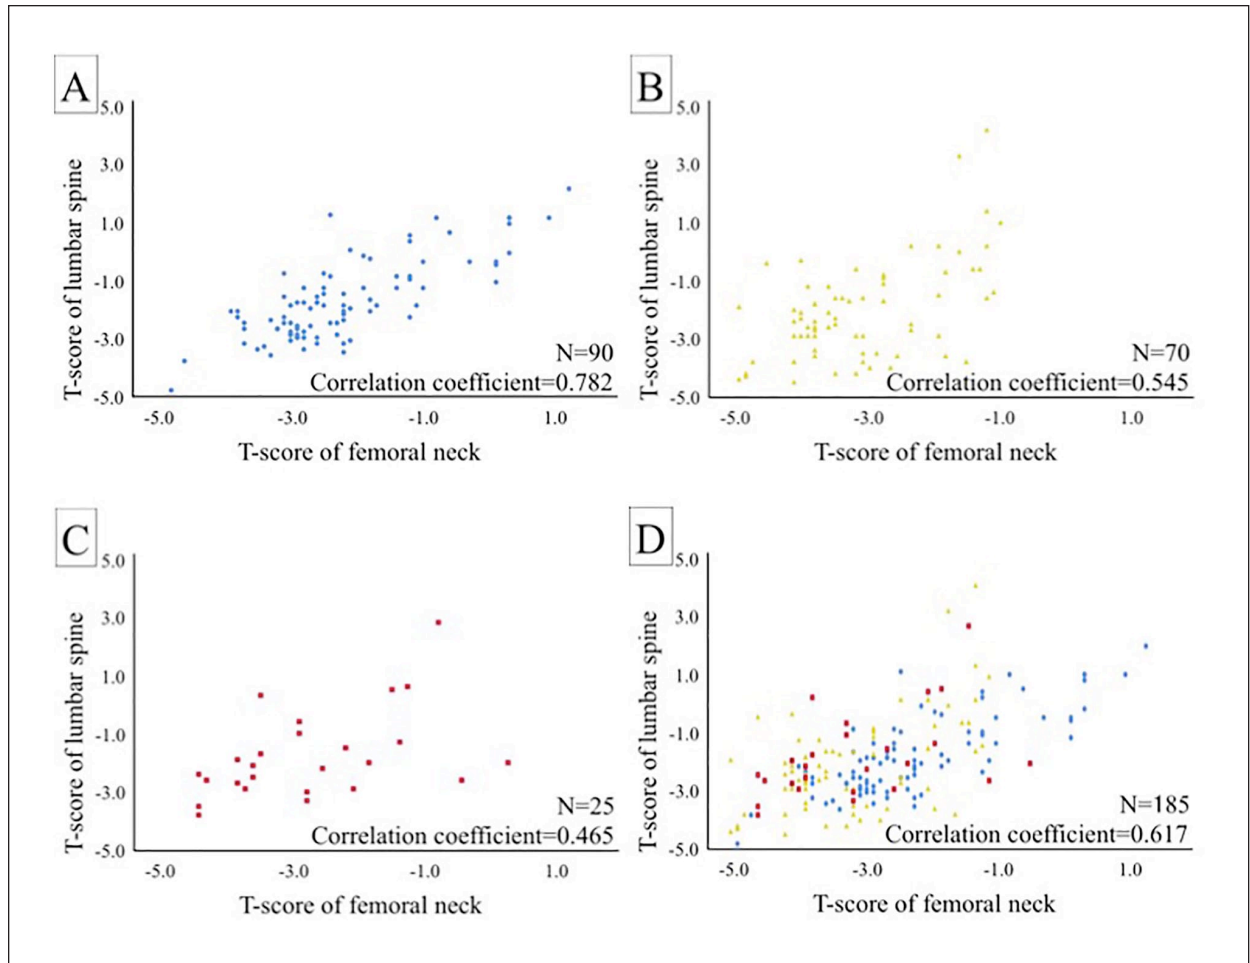 A
5.0
3.0
1.0
-1.0
-3.0
-5.0
T-score of lumbar spine
N=90
Correlation coefficient=0.782
-5.0 -3.0 -1.0 1.0
T-score of femoral neck
B
5.0
3.0
1.0
-1.0
-3.0
-5.0
T-score of lumbar spine
N=70
Correlation coefficient=0.545
-5.0 -3.0 -1.0 1.0
T-score of femoral neck
C
5.0
3.0
1.0
-1.0
-3.0
-5.0
T-score of lumbar spine
N=25
Correlation coefficient=0.465
-5.0 -3.0 -1.0 1.0
T-score of femoral neck
D
5.0
3.0
1.0
-1.0
-3.0
-5.0
T-score of lumbar spine
N=185
Correlation coefficient=0.617
-5.0 -3.0 -1.0 1.0
T-score of femoral neck